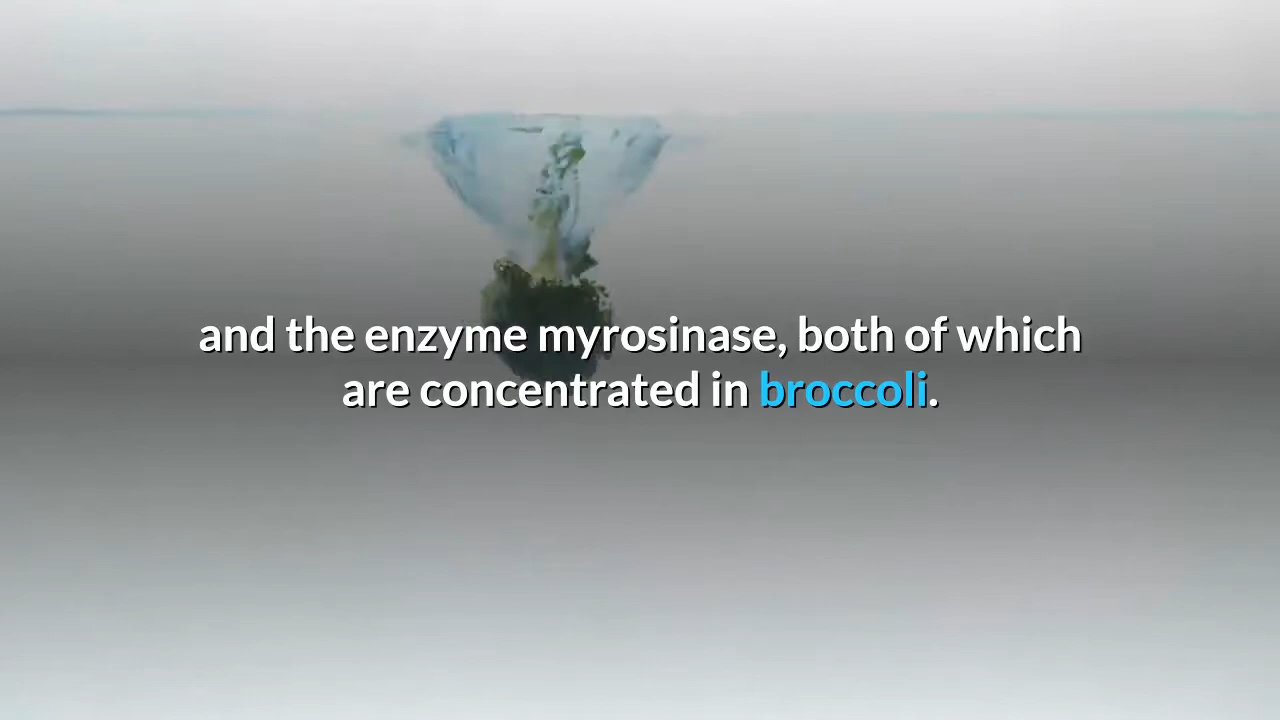 and the enzyme myrosinase, both of which
are concentrated in broccoli.